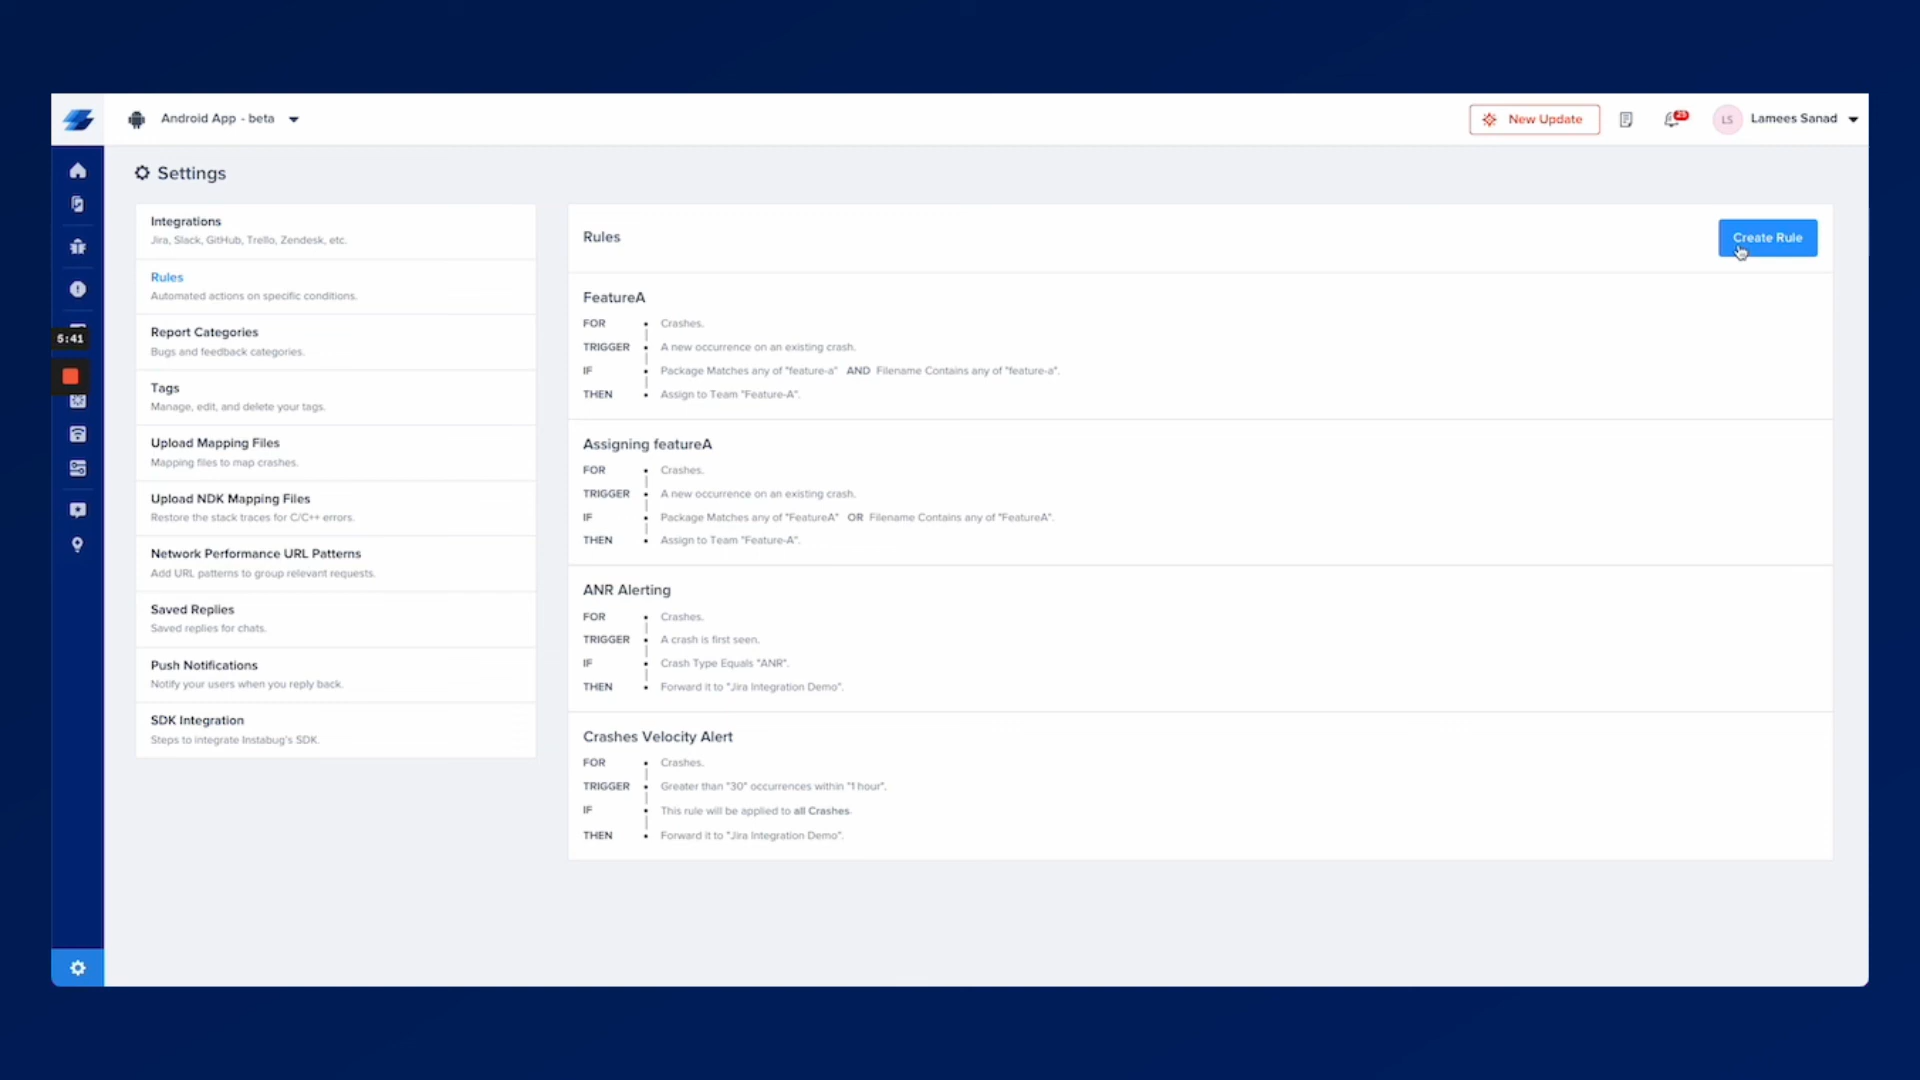 Android App - beta
New Update
23
LS
Lamees Sanad
Settings
5:41
Integrations
Jira, Slack, GitHub, Trello, Zendesk, etc.
Rules
Automated actions on specific conditions.
Report Categories
Bugs and feedback categories.
Tags
Manage, edit, and delete your tags.
Upload Mapping Files
Mapping files to map crashes.
Upload NDK Mapping Files
Restore the stack traces for C/C++ errors.
Network Performance URL Patterns
Add URL patterns to group relevant requests.
Saved Replies
Saved replies for chats.
Push Notifications
Notify your users when you reply back.
SDK Integration
Steps to integrate Instabug's SDK.
Rules
Create Rule
FeatureA
FOR Crashes.
TRIGGER A new occurrence on an existing crash.
IF Package Matches any of "feature-a" AND Filename Contains any of "feature-a".
THEN Assign to Team "Feature-A".
Assigning featureA
FOR Crashes.
TRIGGER A new occurrence on an existing crash.
IF Package Matches any of "FeatureA" OR Filename Contains any of "FeatureA".
THEN Assign to Team "Feature-A".
ANR Alerting
FOR Crashes.
TRIGGER A crash is first seen.
IF Crash Type Equals "ANR".
THEN Forward it to "Jira Integration Demo".
Crashes Velocity Alert
FOR Crashes.
TRIGGER Greater than "30" occurrences within "1 hour".
IF This rule will be applied to all Crashes.
THEN Forward it to "Jira Integration Demo".